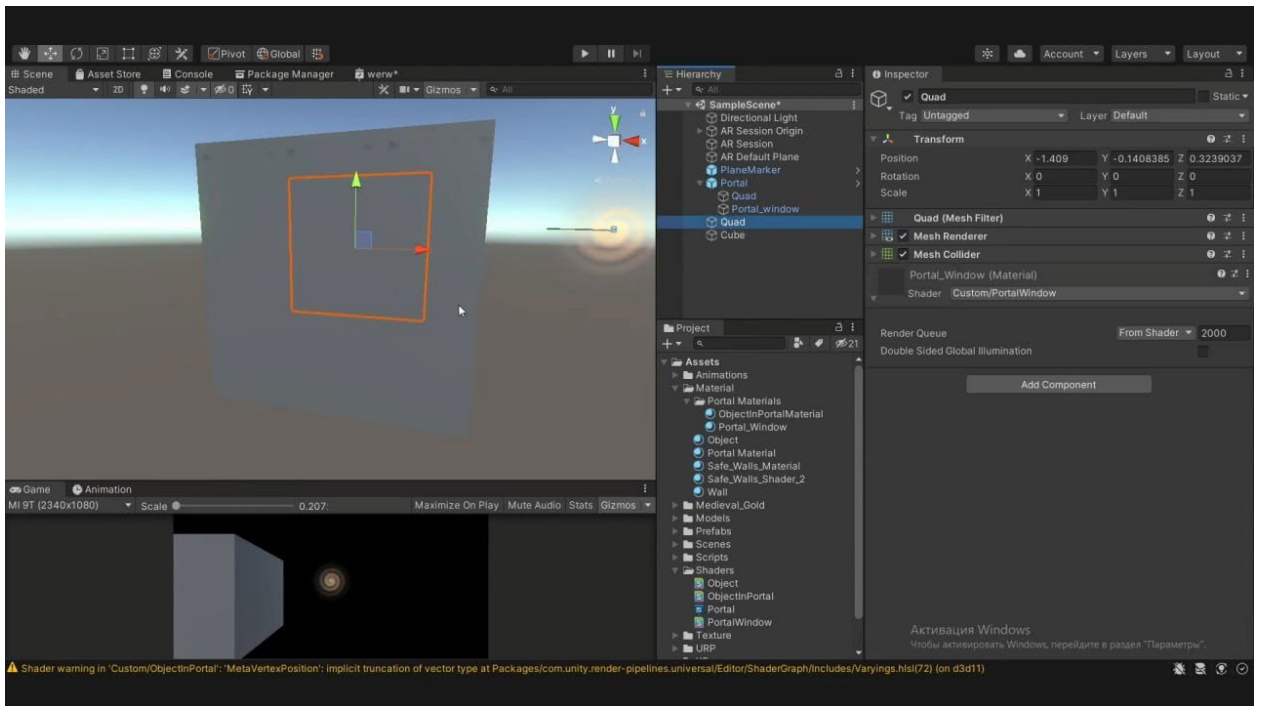 Pivot Global Account Layers Layout
Scene Asset Store Console Package Manager werw*
Shaded 2D 0 Gizmos All
y
x
Game Animation
MI 9T (2340x1080) Scale 0.207: Maximize On Play Mute Audio Stats Gizmos
Hierarchy
All
SampleScene*
Directional Light
AR Session Origin
AR Session
AR Default Plane
PlaneMarker
Portal
Quad
Portal_window
Quad
Cube
Project
21
Assets
Animations
Material
Portal Materials
ObjectInPortalMaterial
Portal_Window
Object
Portal Material
Safe_Walls_Material
Safe_Walls_Shader_2
Wall
Medieval_Gold
Models
Prefabs
Scenes
Scripts
Shaders
Object
ObjectInPortal
Portal
PortalWindow
Texture
URP
Inspector
Quad Static
Tag Untagged Layer Default
Transform
Position X -1.409 Y -0.1408385 Z 0.3239037
Rotation X 0 Y 0 Z 0
Scale X 1 Y 1 Z 1
Quad (Mesh Filter)
Mesh Renderer
Mesh Collider
Portal_Window (Material)
Shader Custom/PortalWindow
Render Queue From Shader 2000
Double Sided Global Illumination
Add Component
Активация Windows
Чтобы активировать Windows, перейдите в раздел "Параметры".
Shader warning in 'Custom/ObjectInPortal': 'MetaVertexPosition': implicit truncation of vector type at Packages/com.unity.render-pipelines.universal/Editor/ShaderGraph/Includes/Varyings.hlsl(72) (on d3d11)